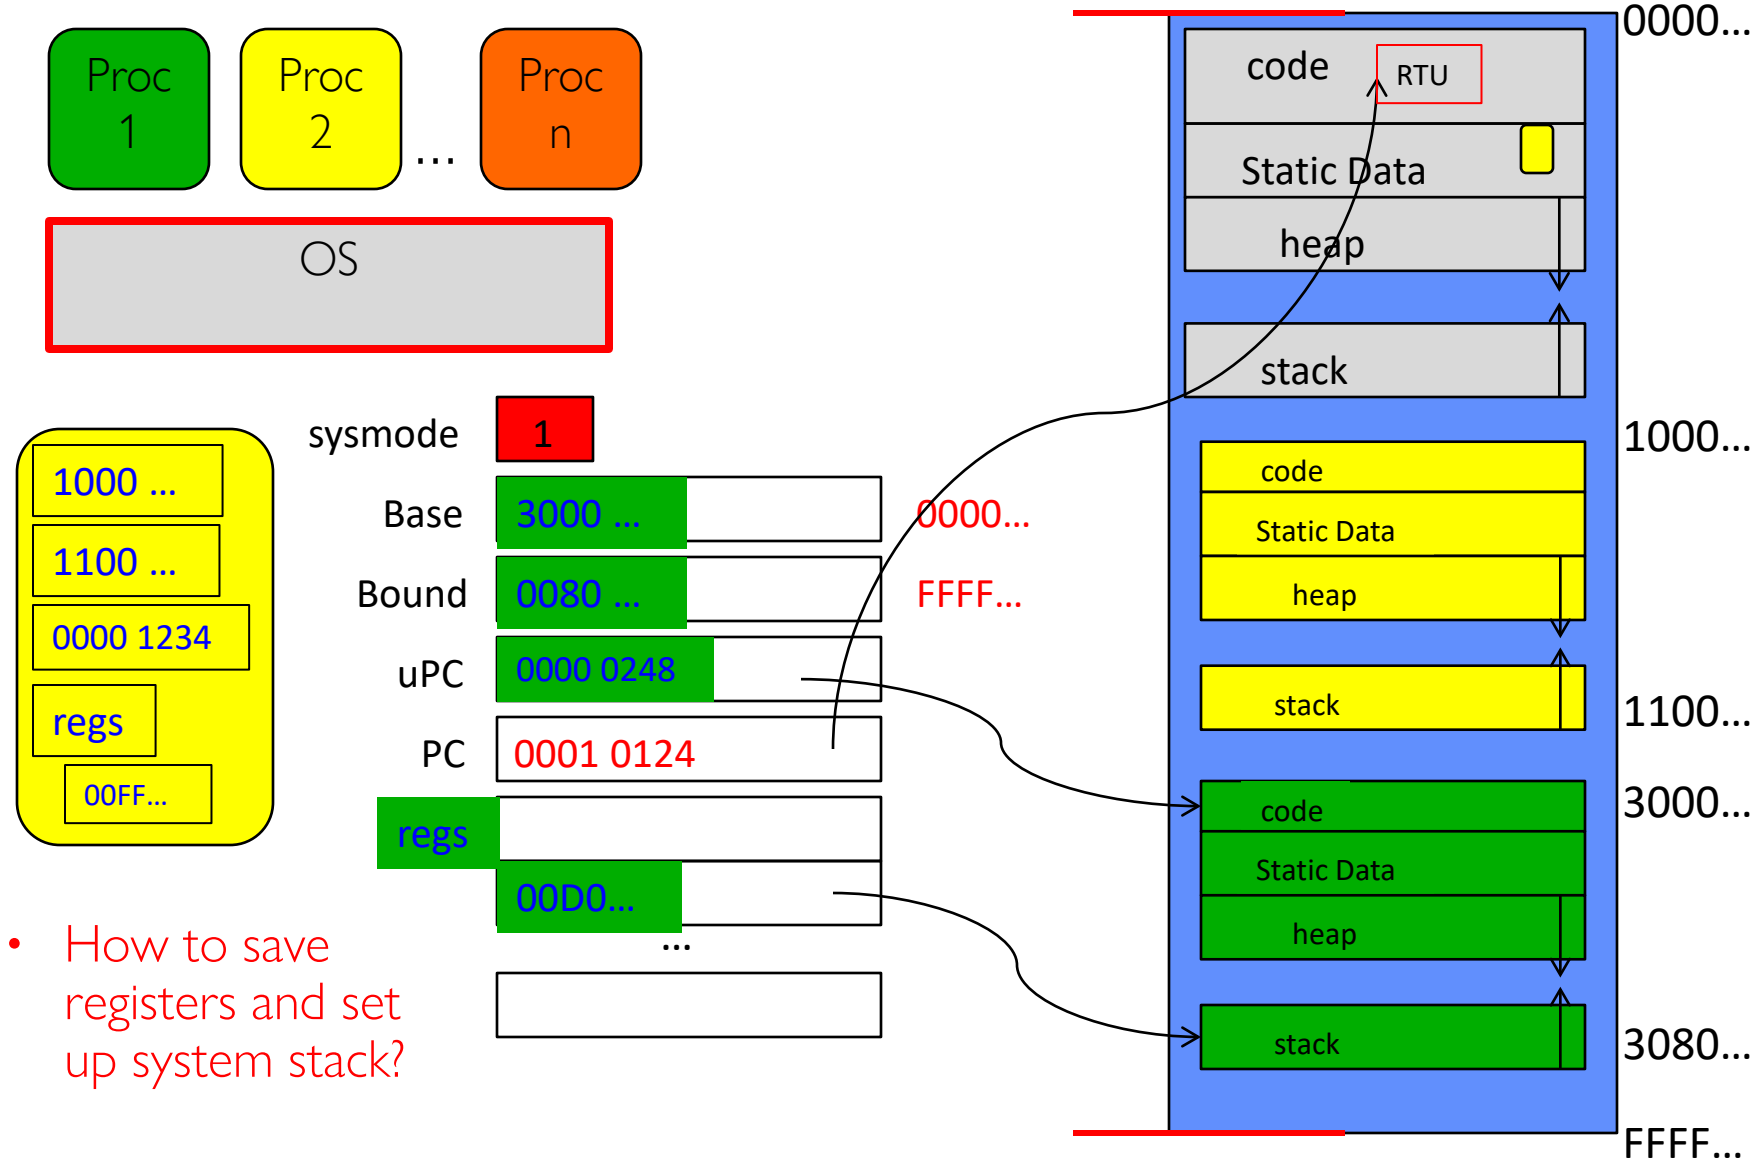 Proc
1
Proc
2
...
Proc
n
OS
1000 ...
1100 ...
0000 1234
regs
00FF...
• How to save
registers and set
up system stack?
sysmode 1
Base 3000 ... 0000...
Bound 0080 ... FFFF...
uPC 0000 0248
PC 0001 0124
regs
00D0...
...
0000...
code RTU
Static Data
heap
stack
1000...
code
Static Data
heap
stack
1100...
3000...
code
Static Data
heap
stack
3080...
FFFF...